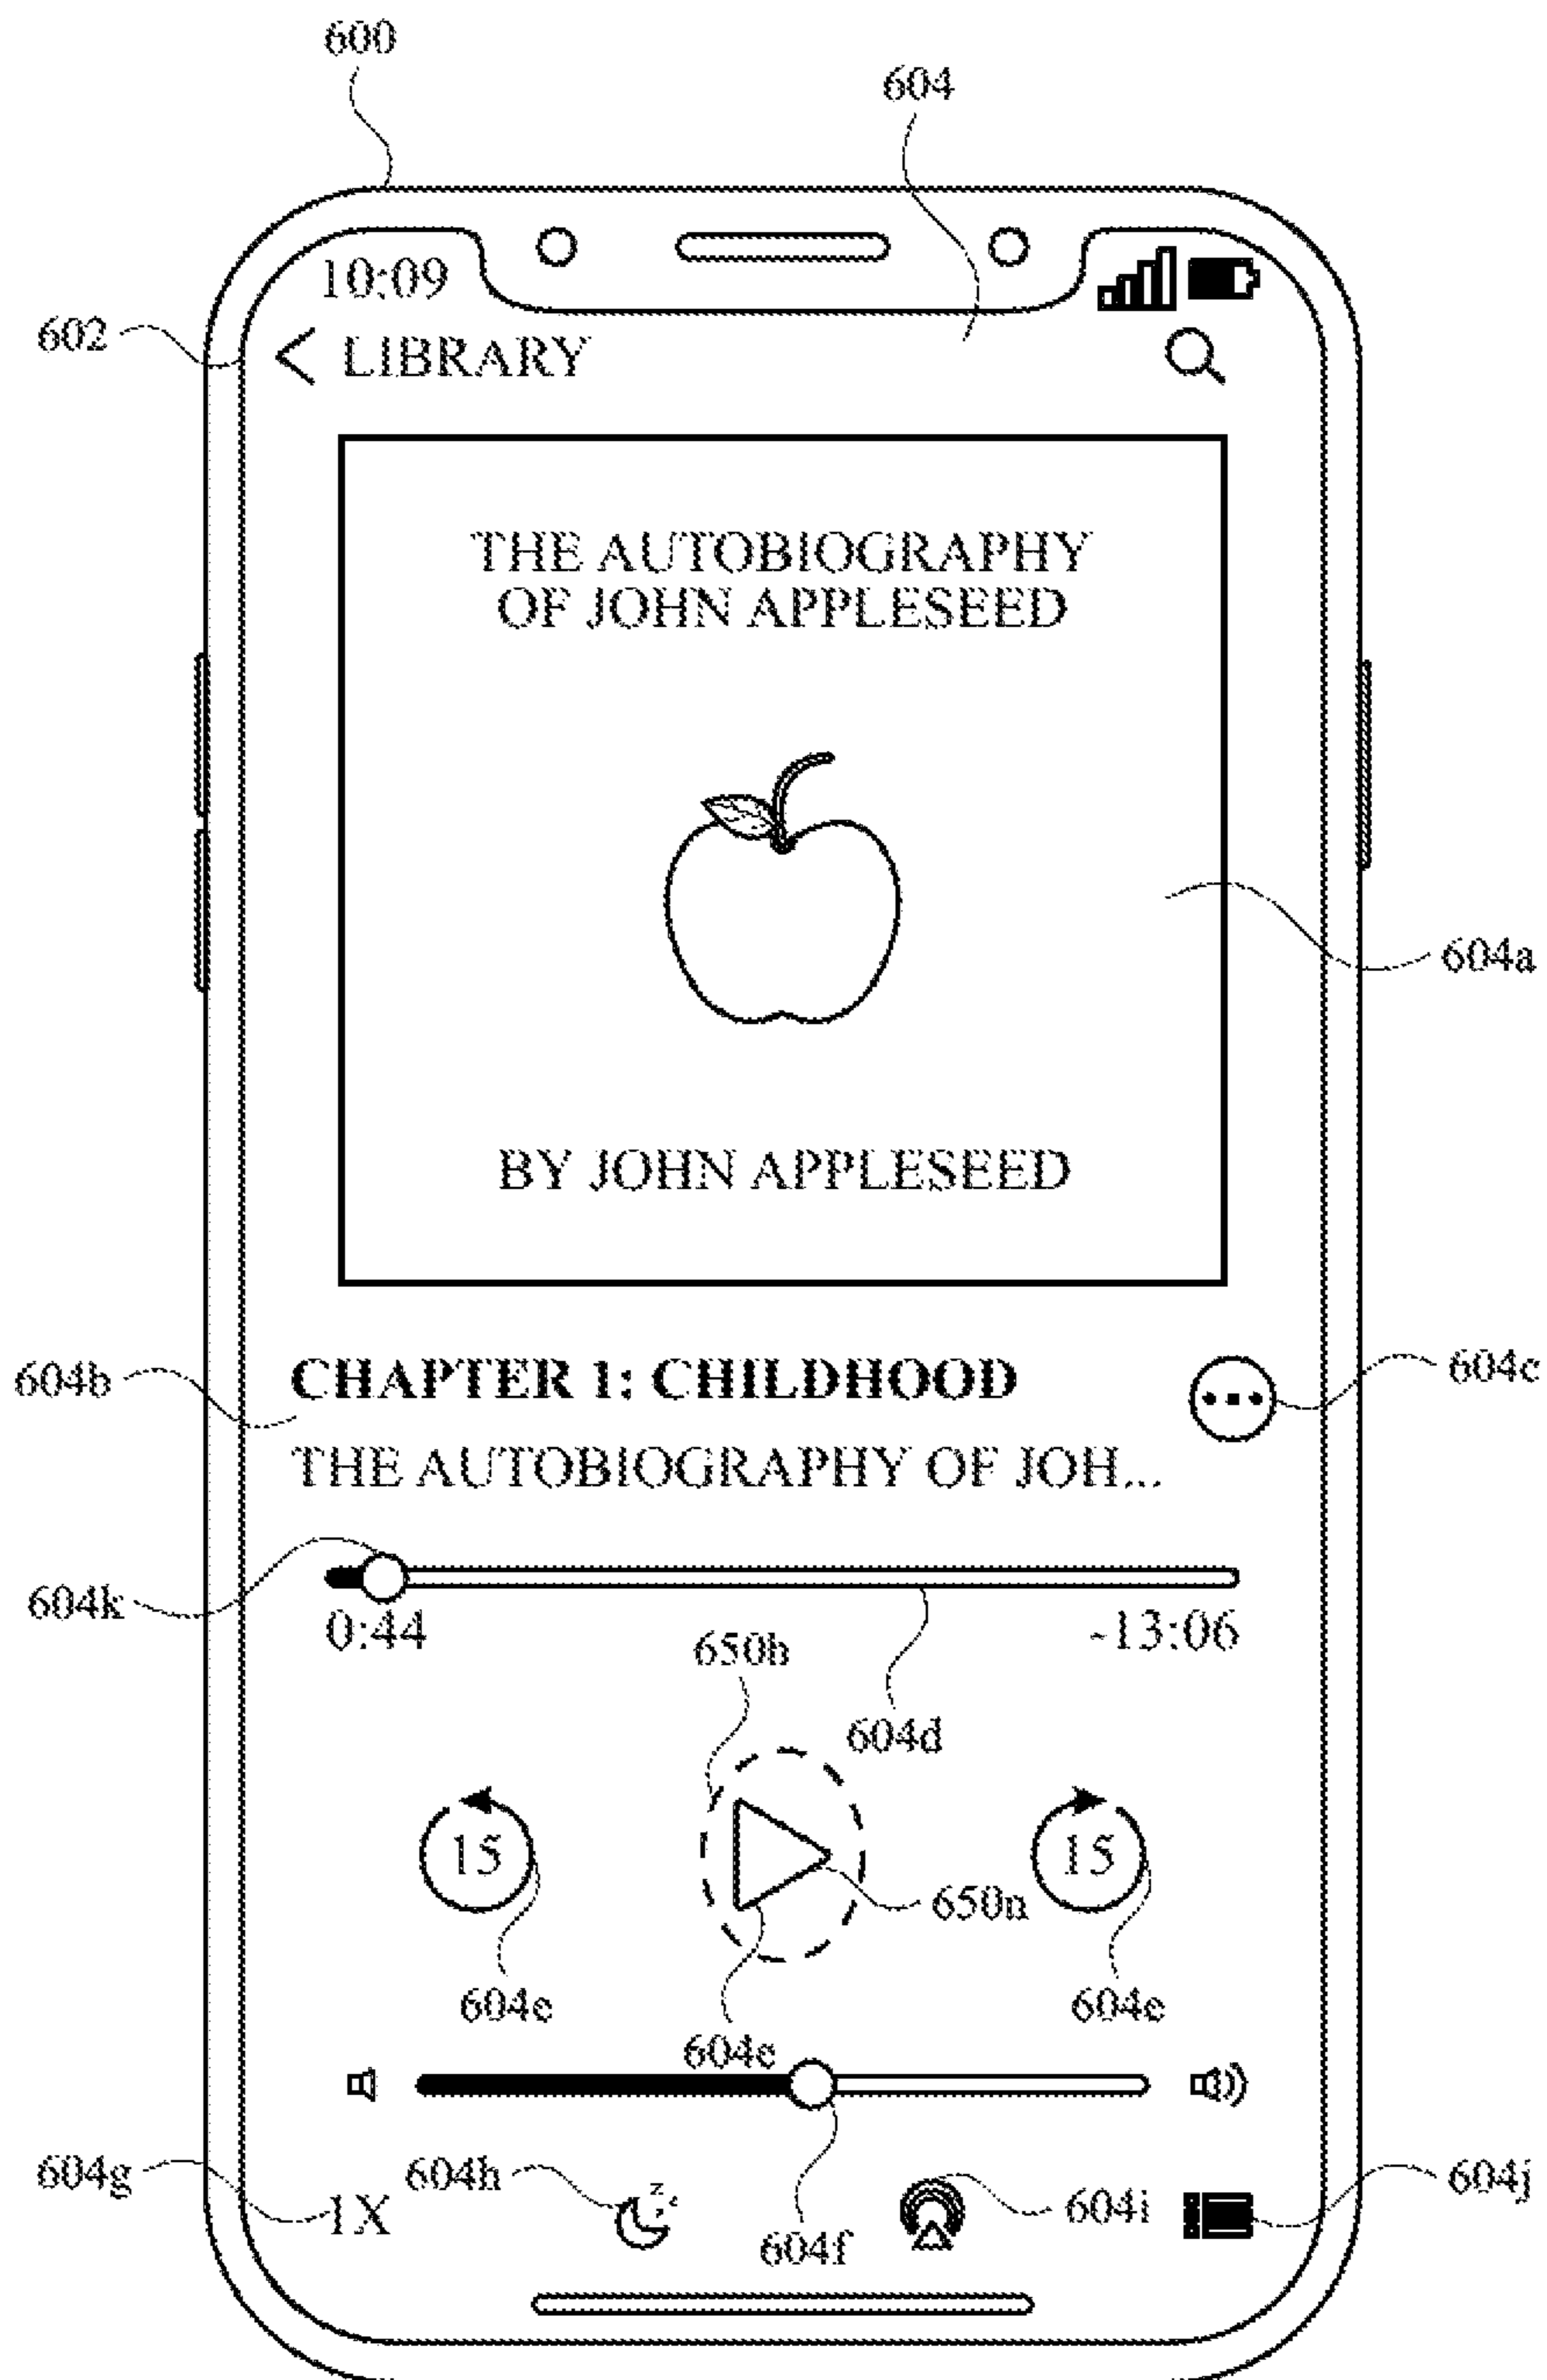 600
604
10:09
602
LIBRARY
THE AUTOBIOGRAPHY
OF JOHN APPLESEED
604a
BY JOHN APPLESEED
604b
CHAPTER 1: CHILDHOOD
604c
THE AUTOBIOGRAPHY OF JOH...
604k
0:44
-13:06
650h
604d
15
15
650n
604e
604e
604e
604g
604h
z z
604j
1X
604i
604f